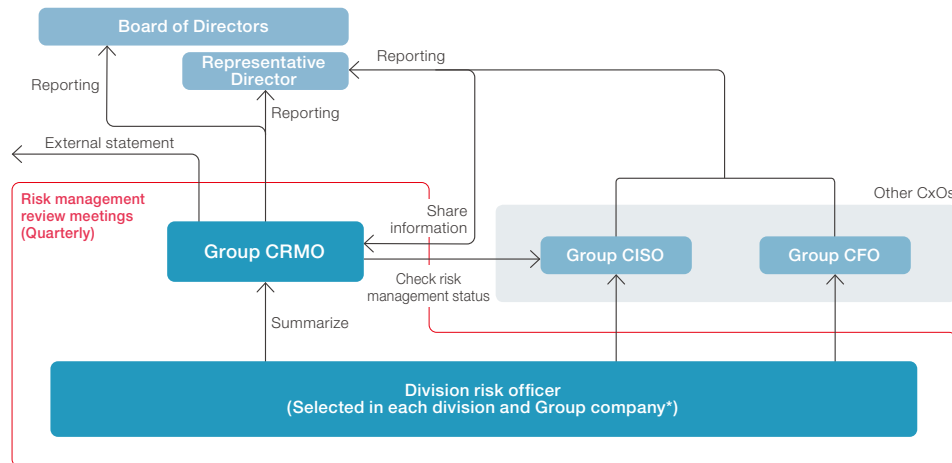 Board of Directors
Reporting
Representative
Director
Reporting
Reporting
External statement
Other CxOs
Risk management
review meetings
(Quarterly)
Share
information
Group CRMO
Group CISO
Group CFO
Check risk
management status
Summarize
Division risk officer
(Selected in each division and Group company*)